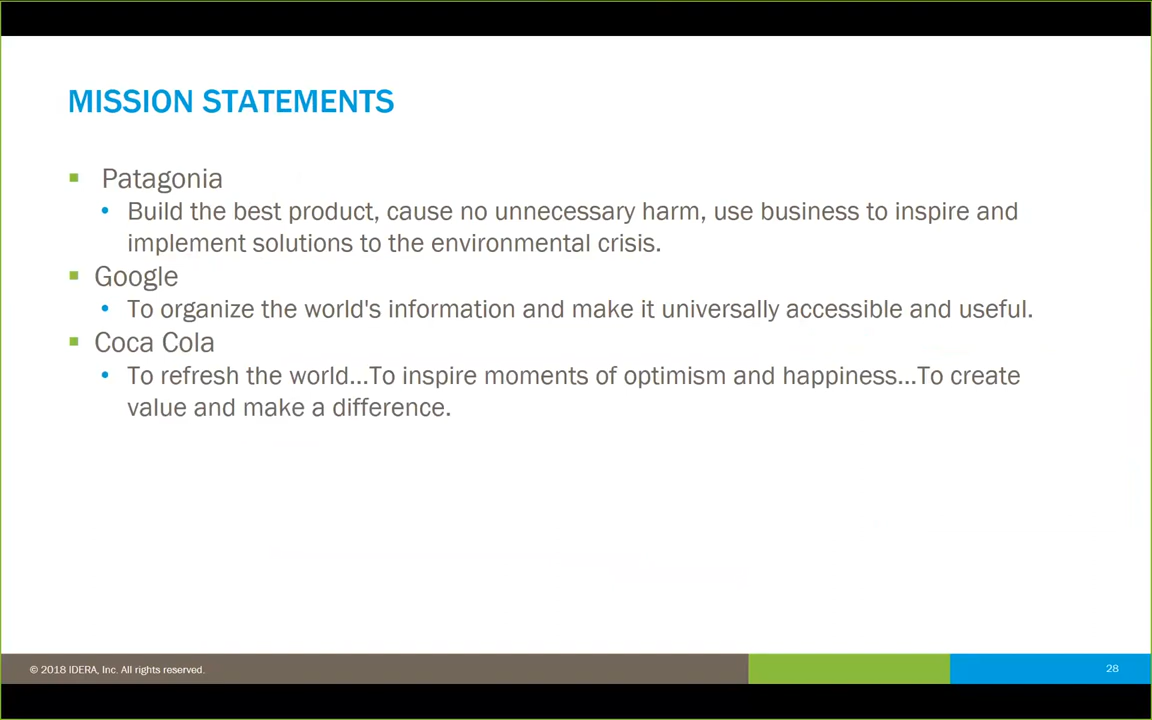 MISSION STATEMENTS
▪ Patagonia
• Build the best product, cause no unnecessary harm, use business to inspire and
implement solutions to the environmental crisis.
▪ Google
• To organize the world's information and make it universally accessible and useful.
▪ Coca Cola
• To refresh the world...To inspire moments of optimism and happiness...To create
value and make a difference.
© 2018 IDERA, Inc. All rights reserved.
28